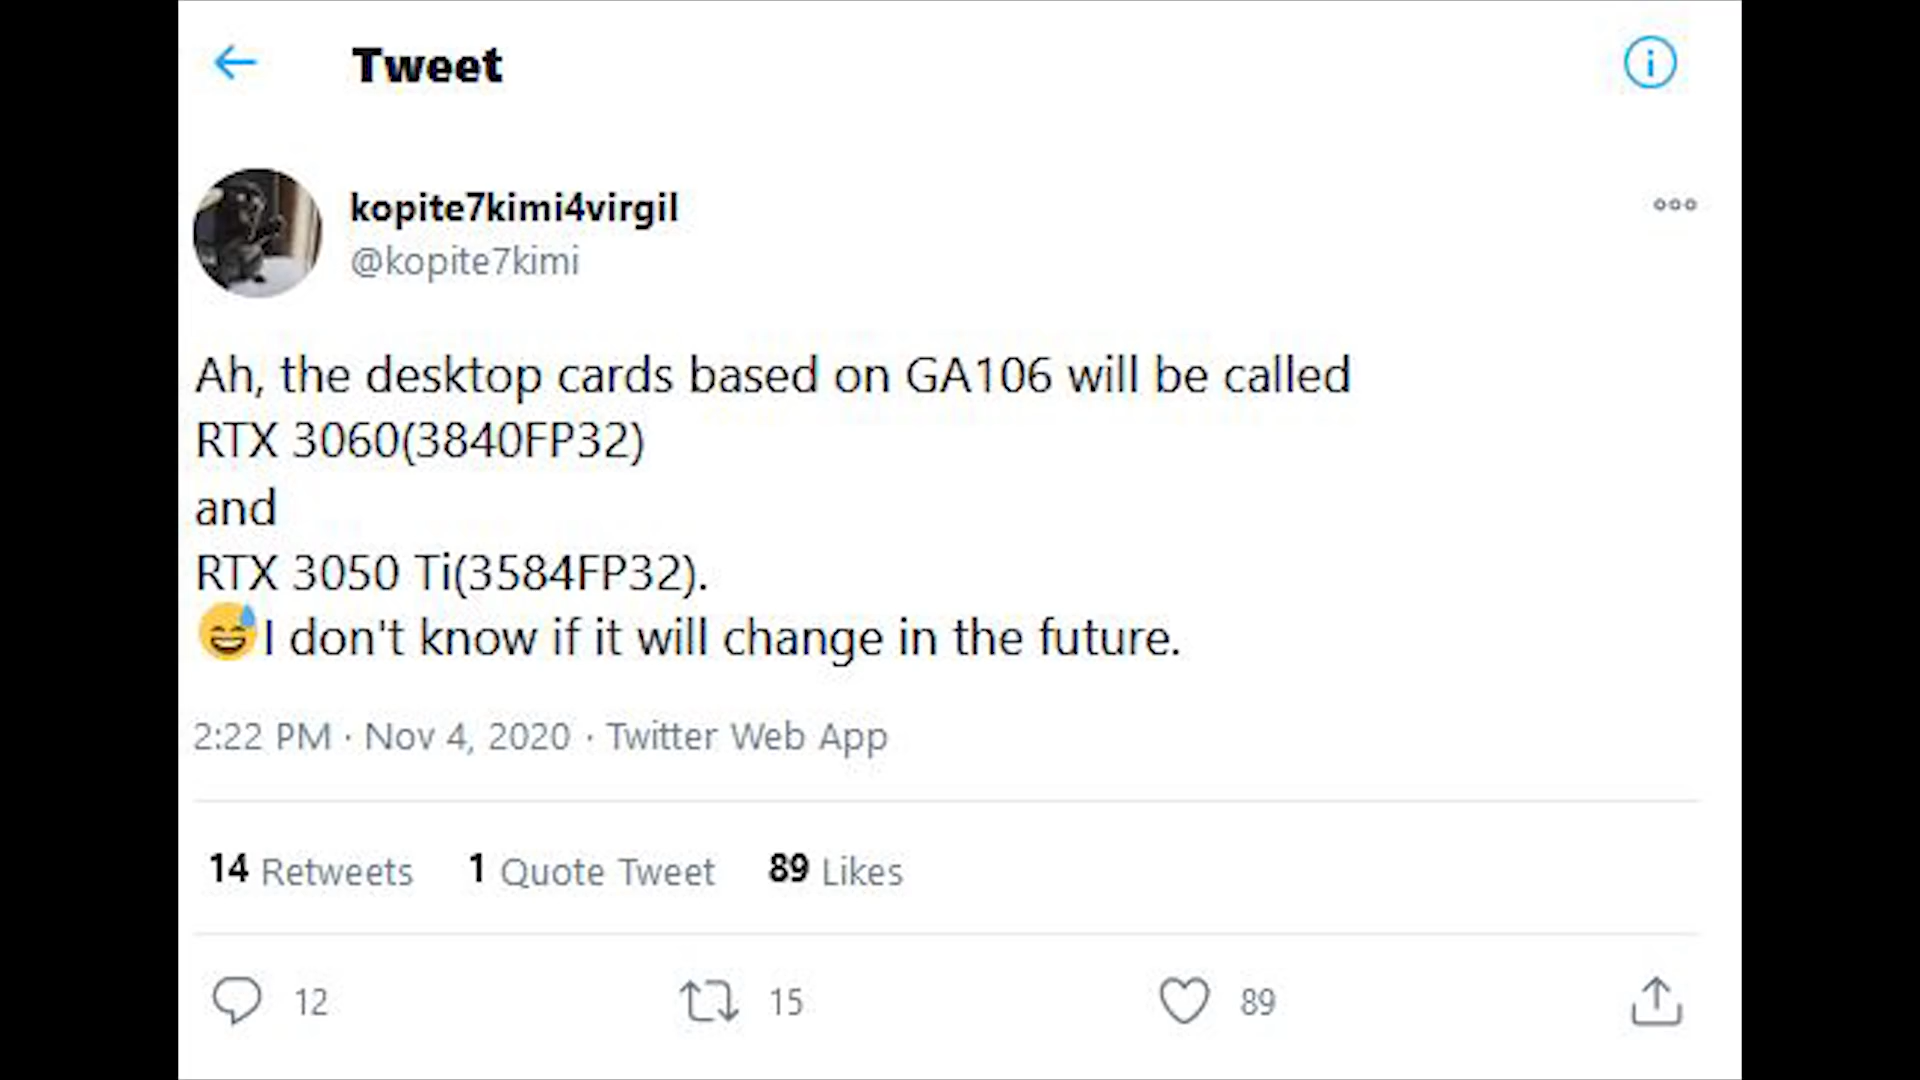 Tweet
kopite7kimi4virgil
@kopite7kimi
Ah, the desktop cards based on GA106 will be called
RTX 3060(3840FP32)
and
RTX 3050 Ti(3584FP32).
😅I don't know if it will change in the future.
2:22 PM · Nov 4, 2020 · Twitter Web App
14 Retweets 1 Quote Tweet 89 Likes
12 15 89